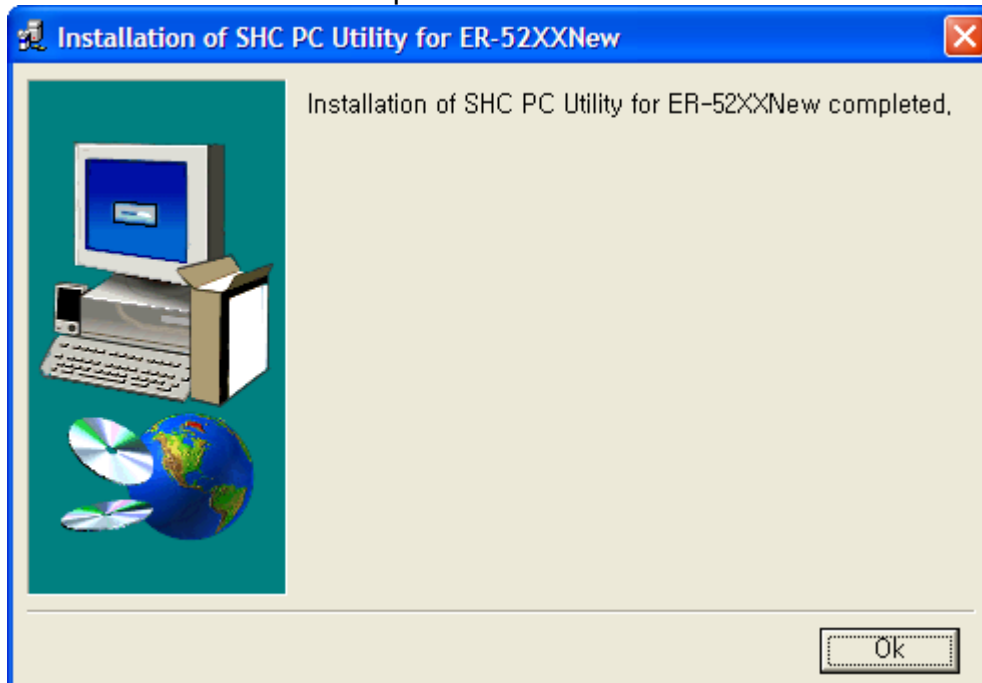 Installation of SHC PC Utility for ER-52XXNew
Installation of SHC PC Utility for ER-52XXNew completed,
Ok